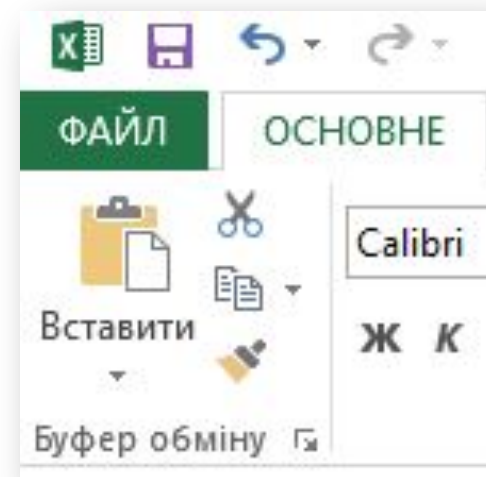 ФАЙЛ ОСНОВНЕ
Calibri
Вставити
Ж К
Буфер обміну